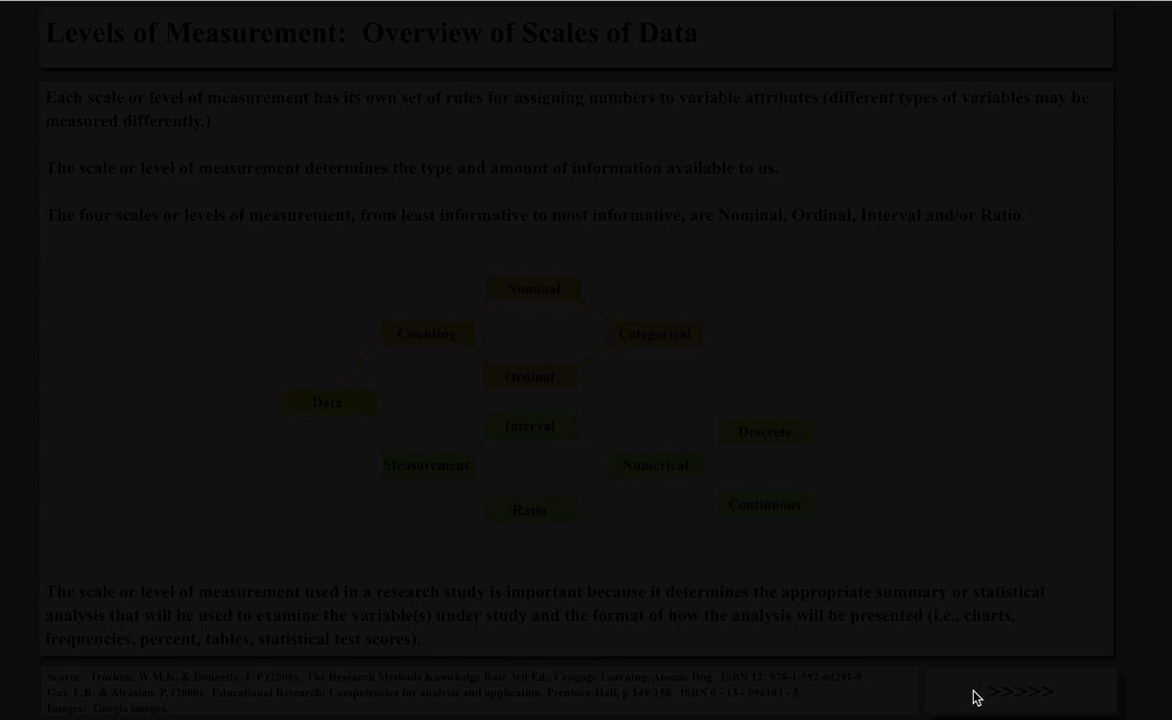 Levels of Measurement:  Overview of Scales of Data
Each scale or level of measurement has its own set of rules for assigning numbers to variable attributes (different types of variables may be
measured differently.)
The scale or level of measurement determines the type and amount of information available to us.
The four scales or levels of measurement, from least informative to most informative, are Nominal, Ordinal, Interval and/or Ratio.
Nominal
Counting
Categorical
Ordinal
Data
Interval
Descrete
Measurement
Numerical
Continuous
Ratio
The scale or level of measurement used in a research study is important because it determines the appropriate summary or statistical
analysis that will be used to examine the variable(s) under study and the format of how the analysis will be presented (i.e., charts,
frequencies, percent, tables, statistical test scores).
Score:  Trochim, W.M.K. & Donnelly, J. P (2008).  The Research Methods Knowledge Base 3rd Ed., Cengage Learning, Atomic Dog.  ISBN 12: 978-1-592-60291-9
Gay, L.R. & Aivasian, P, (2000).  Educational Research: Competencies for analysis and application, Prentoce-Hall, p 149-150.  ISBN 0 - 13 - 096103 - 5.
Images:  Google images.
>>>>>